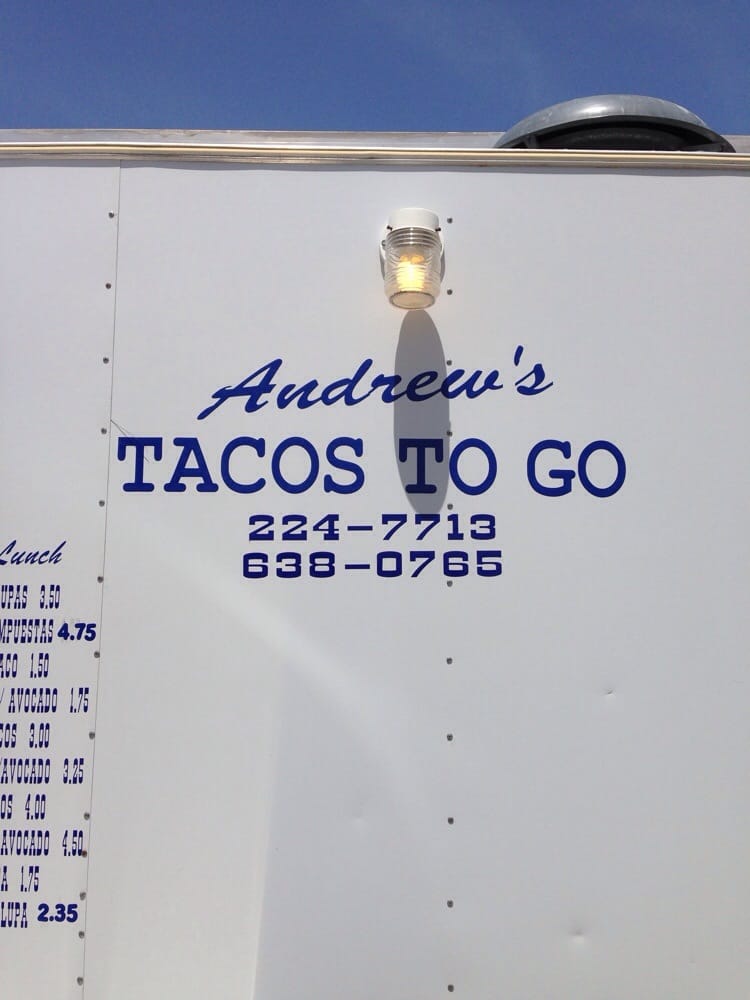 Andrew's
TACOS TO GO
224-7713
638-0765
Lunch
UPAS 3.50
MPUESTAS 4.75
ACO 1.50
/ AVOCADO 1.75
COS 3.00
/AVOCADO 3.25
OS 4.00
AVOCADO 4.50
A 1.75
LUPA 2.35